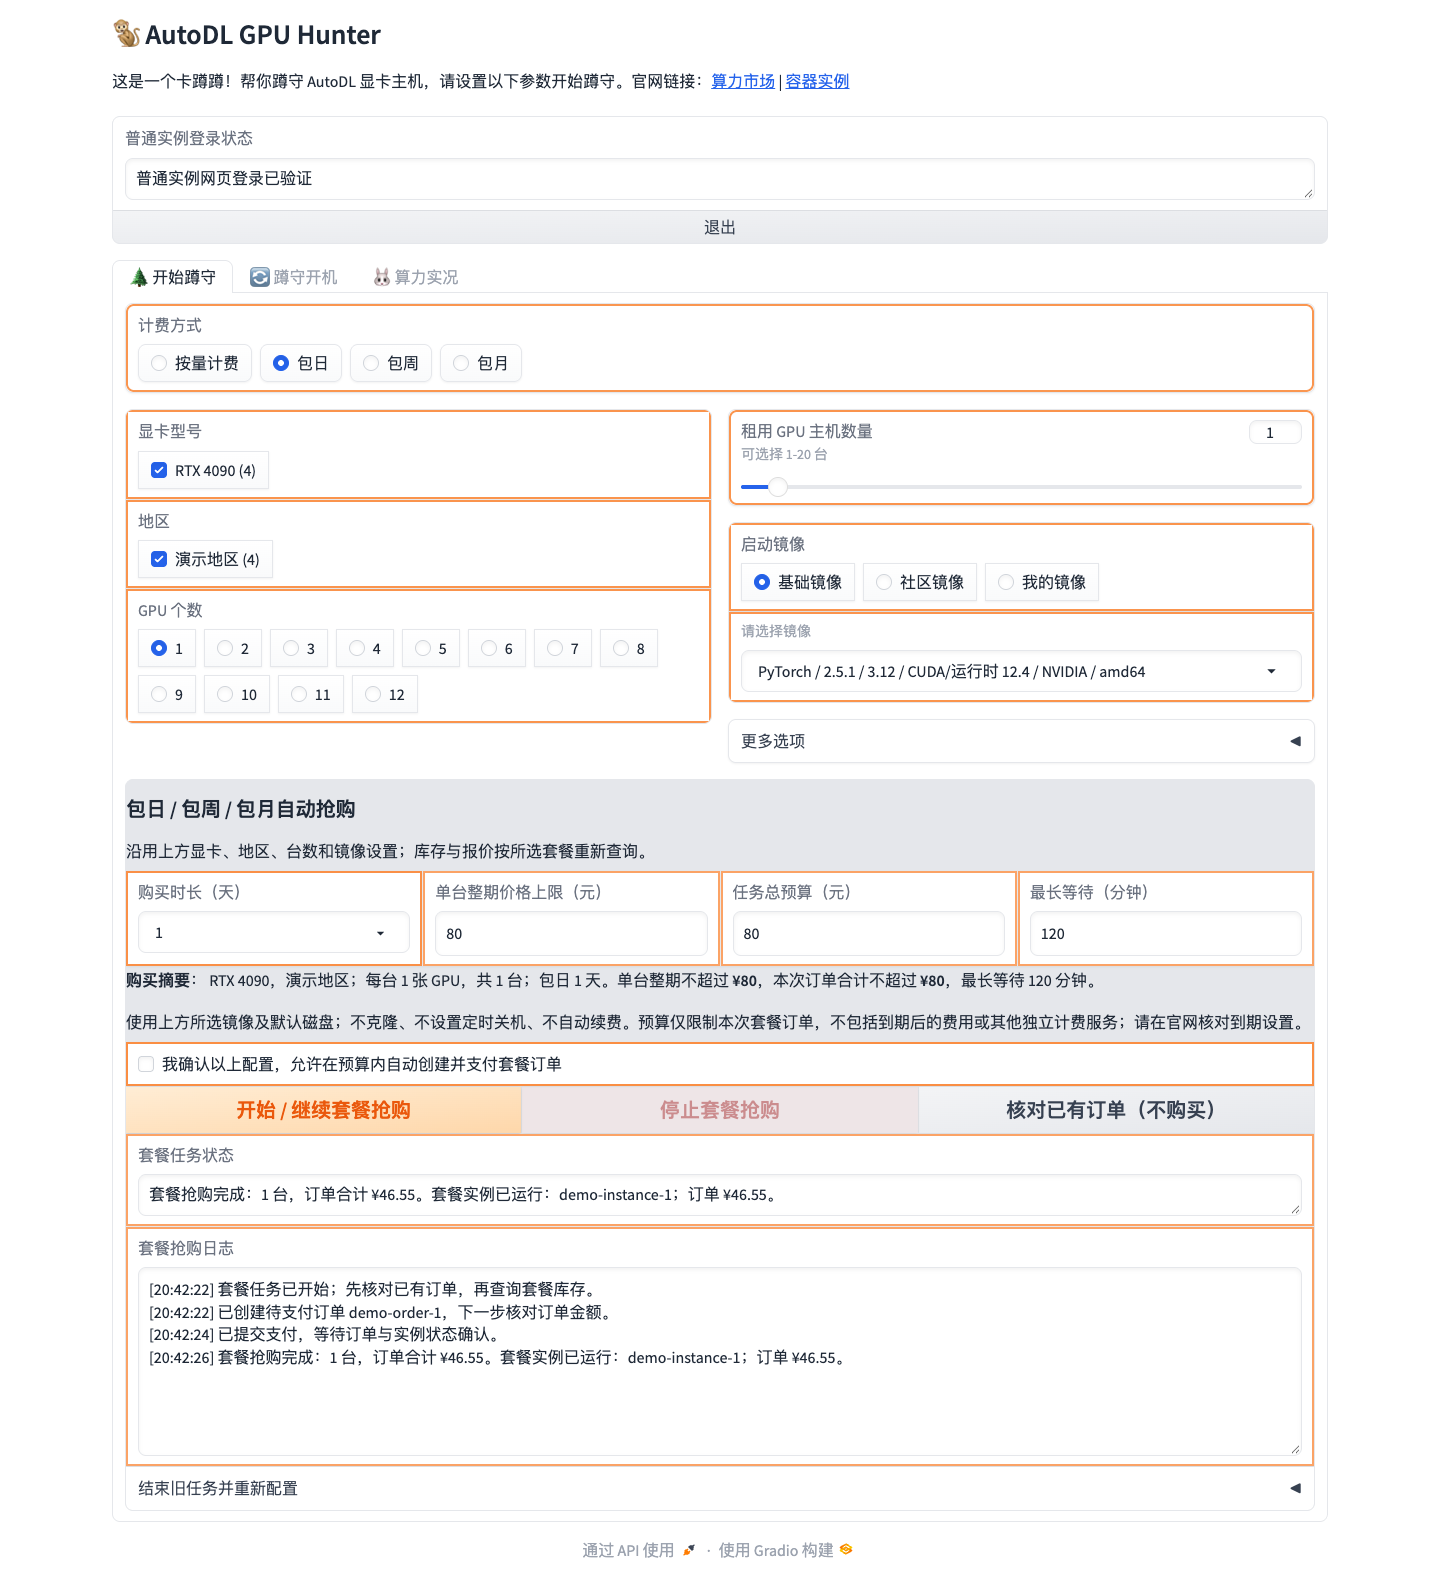 AutoDL GPU Hunter
这是一个卡蹲蹲！帮你蹲守 AutoDL 显卡主机，请设置以下参数开始蹲守。官网链接：算力市场 | 容器实例
普通实例登录状态
普通实例网页登录已验证
退出
开始蹲守 蹲守开机 算力实况
计费方式
按量计费 包日 包周 包月
显卡型号
RTX 4090 (4)
地区
演示地区 (4)
GPU 个数
1 2 3 4 5 6 7 8
9 10 11 12
租用 GPU 主机数量 1
可选择 1-20 台
启动镜像
基础镜像 社区镜像 我的镜像
请选择镜像
PyTorch / 2.5.1 / 3.12 / CUDA/运行时 12.4 / NVIDIA / amd64
更多选项
包日 / 包周 / 包月自动抢购
沿用上方显卡、地区、台数和镜像设置；库存与报价按所选套餐重新查询。
购买时长（天） 单台整期价格上限（元） 任务总预算（元） 最长等待（分钟）
1 80 80 120
购买摘要： RTX 4090，演示地区；每台 1 张 GPU，共 1 台；包日 1 天。单台整期不超过 ¥80，本次订单合计不超过 ¥80，最长等待 120 分钟。
使用上方所选镜像及默认磁盘；不克隆、不设置定时关机、不自动续费。预算仅限制本次套餐订单，不包括到期后的费用或其他独立计费服务；请在官网核对到期设置。
我确认以上配置，允许在预算内自动创建并支付套餐订单
开始 / 继续套餐抢购 停止套餐抢购 核对已有订单（不购买）
套餐任务状态
套餐抢购完成：1 台，订单合计 ¥46.55。套餐实例已运行：demo-instance-1；订单 ¥46.55。
套餐抢购日志
[20:42:22] 套餐任务已开始；先核对已有订单，再查询套餐库存。
[20:42:22] 已创建待支付订单 demo-order-1，下一步核对订单金额。
[20:42:24] 已提交支付，等待订单与实例状态确认。
[20:42:26] 套餐抢购完成：1 台，订单合计 ¥46.55。套餐实例已运行：demo-instance-1；订单 ¥46.55。
结束旧任务并重新配置
通过 API 使用 · 使用 Gradio 构建